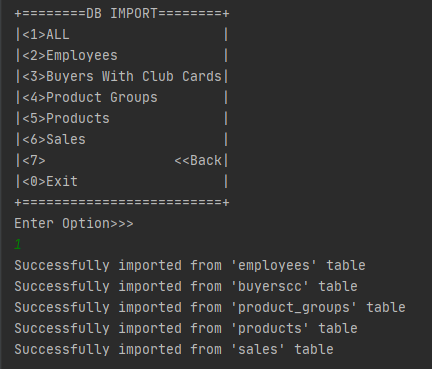 +========DB IMPORT========+
|<1>ALL                   |
|<2>Employees             |
|<3>Buyers With Club Cards|
|<4>Product Groups        |
|<5>Products              |
|<6>Sales                 |
|<7>                <<Back|
|<0>Exit                  |
+=========================+
Enter Option>>>
1
Successfully imported from 'employees' table
Successfully imported from 'buyerscc' table
Successfully imported from 'product_groups' table
Successfully imported from 'products' table
Successfully imported from 'sales' table